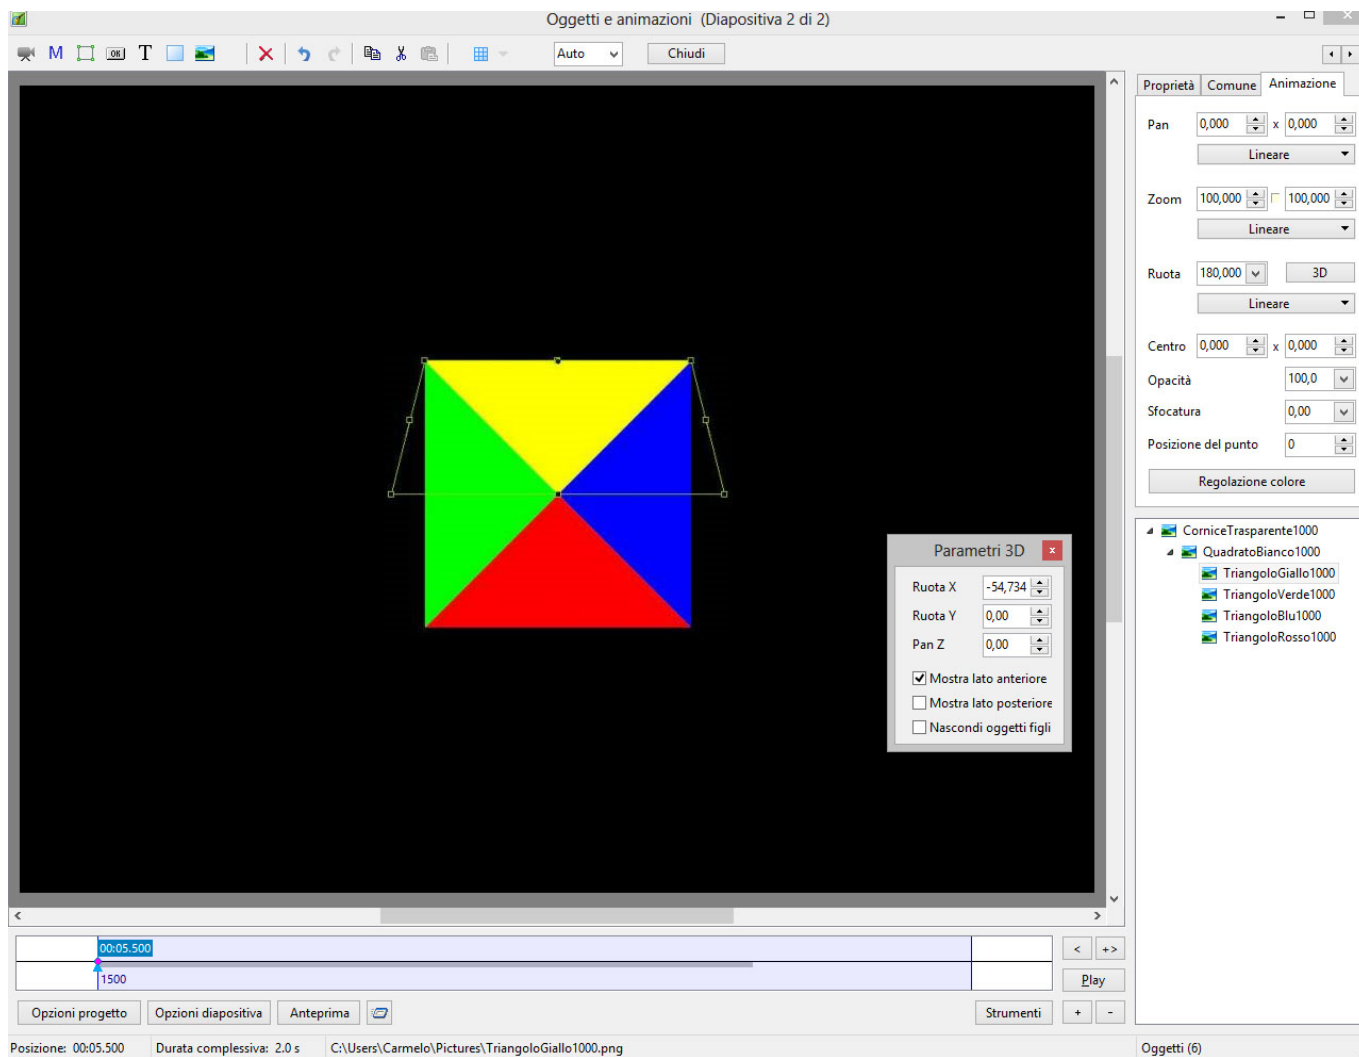 Oggetti e animazioni (Diapositiva 2 di 2)
M OK T Auto Chiudi
Proprietà Comune Animazione
Pan 0,000 x 0,000
Lineare
Zoom 100,000 100,000
Lineare
Ruota 180,000 3D
Lineare
Centro 0,000 x 0,000
Opacità 100,0
Sfocatura 0,00
Posizione del punto 0
Regolazione colore
CorniceTrasparente1000
QuadratoBianco1000
TriangoloGiallo1000
TriangoloVerde1000
TriangoloBlu1000
TriangoloRosso1000
Parametri 3D x
Ruota X -54,734
Ruota Y 0,00
Pan Z 0,00
Mostra lato anteriore
Mostra lato posteriore
Nascondi oggetti figli
00:05.500 < +>
1500 Play
Opzioni progetto Opzioni diapositiva Anteprima Strumenti + -
Posizione: 00:05.500 Durata complessiva: 2.0 s C:\Users\Carmelo\Pictures\TriangoloGiallo1000.png Oggetti (6)